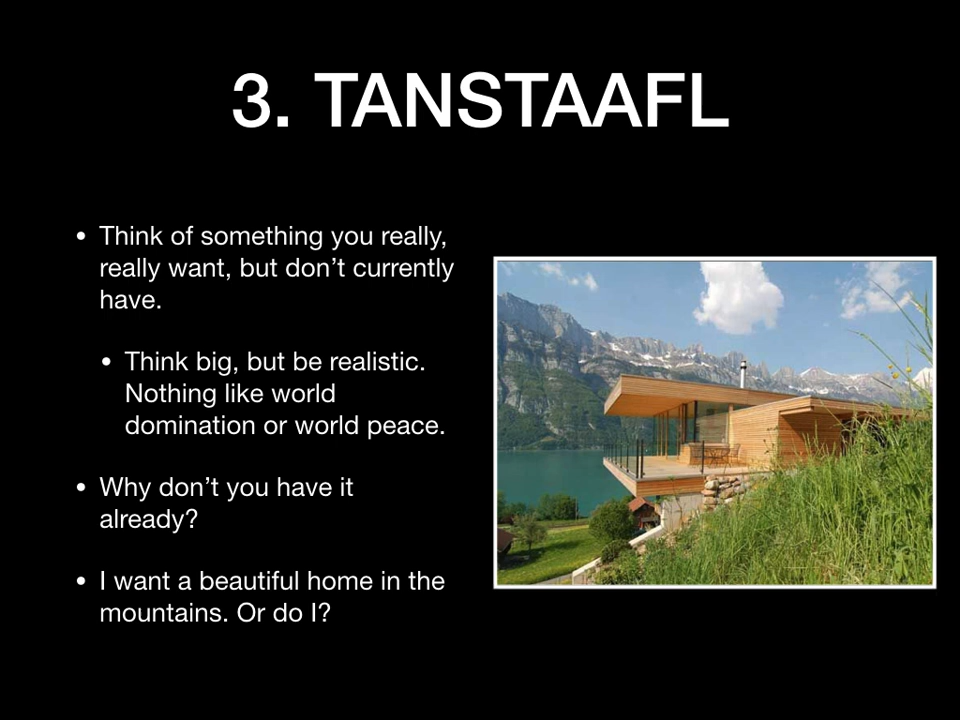 3. TANSTAAFL
• Think of something you really,
really want, but don’t currently
have.
• Think big, but be realistic.
Nothing like world
domination or world peace.
• Why don’t you have it
already?
• I want a beautiful home in the
mountains. Or do I?